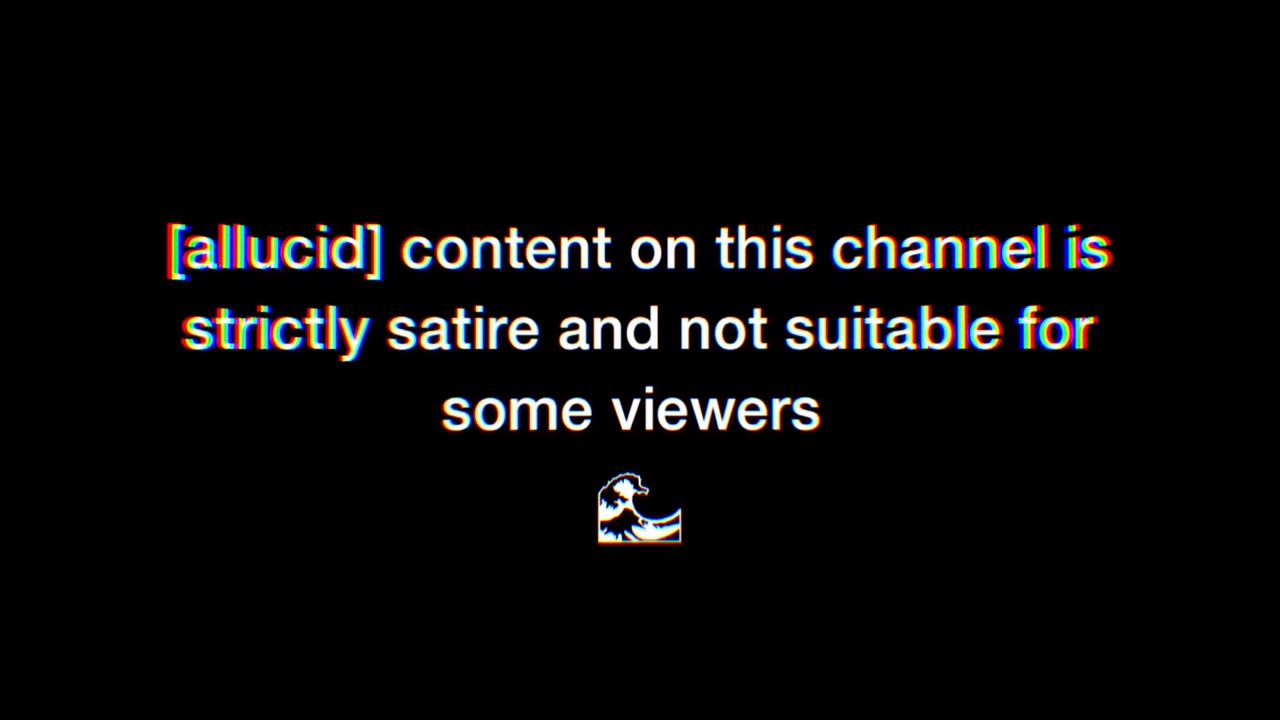 [allucid] content on this channel is
strictly satire and not suitable for
some viewers